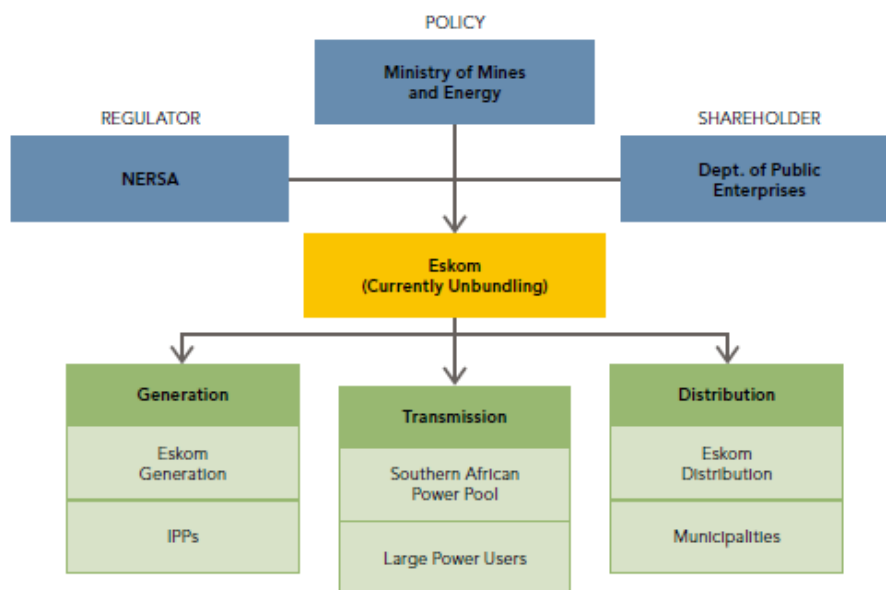 POLICY
Ministry of Mines
and Energy
REGULATOR
NERSA
SHAREHOLDER
Dept. of Public
Enterprises
Eskom
(Currently Unbundling)
Generation
Eskom
Generation
IPPs
Transmission
Southern African
Power Pool
Large Power Users
Distribution
Eskom
Distribution
Municipalities